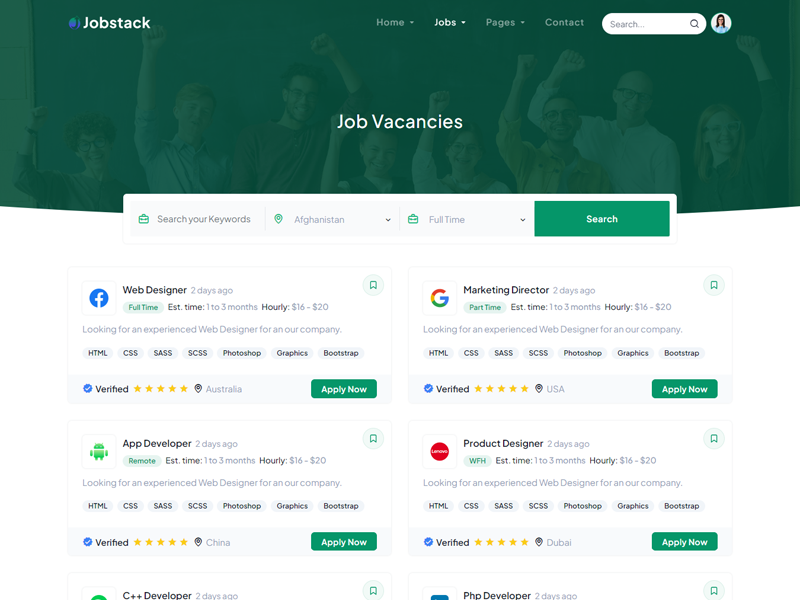 Jobstack
Home Jobs Pages Contact Search...
Job Vacancies
Search your Keywords Afghanistan Full Time Search
Web Designer 2 days ago
Full Time Est. time: 1 to 3 months Hourly: $16 - $20
Looking for an experienced Web Designer for an our company.
HTML CSS SASS SCSS Photoshop Graphics Bootstrap
Verified Australia Apply Now
Marketing Director 2 days ago
Part Time Est. time: 1 to 3 months Hourly: $16 - $20
Looking for an experienced Web Designer for an our company.
HTML CSS SASS SCSS Photoshop Graphics Bootstrap
Verified USA Apply Now
App Developer 2 days ago
Remote Est. time: 1 to 3 months Hourly: $16 - $20
Looking for an experienced Web Designer for an our company.
HTML CSS SASS SCSS Photoshop Graphics Bootstrap
Verified China Apply Now
Lenovo
Product Designer 2 days ago
WFH Est. time: 1 to 3 months Hourly: $16 - $20
Looking for an experienced Web Designer for an our company.
HTML CSS SASS SCSS Photoshop Graphics Bootstrap
Verified Dubai Apply Now
C++ Developer 2 days ago
Php Developer 2 days ago